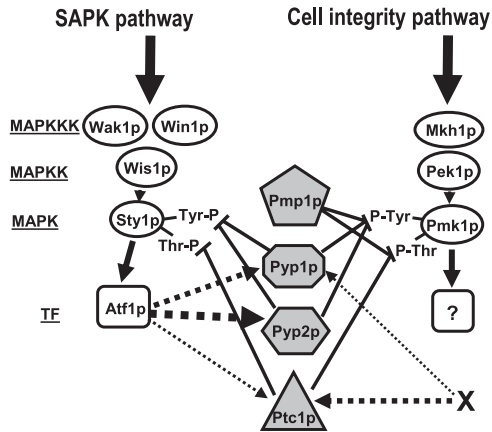 SAPK pathway
Cell integrity pathway
MAPKKK
Wak1p
Win1p
Mkh1p
MAPKK
Wis1p
Pek1p
Pmp1p
MAPK
Sty1p
Tyr-P
P-Tyr
Pmk1p
Thr-P
P-Thr
Pyp1p
TF
Atf1p
?
Pyp2p
Ptc1p
X